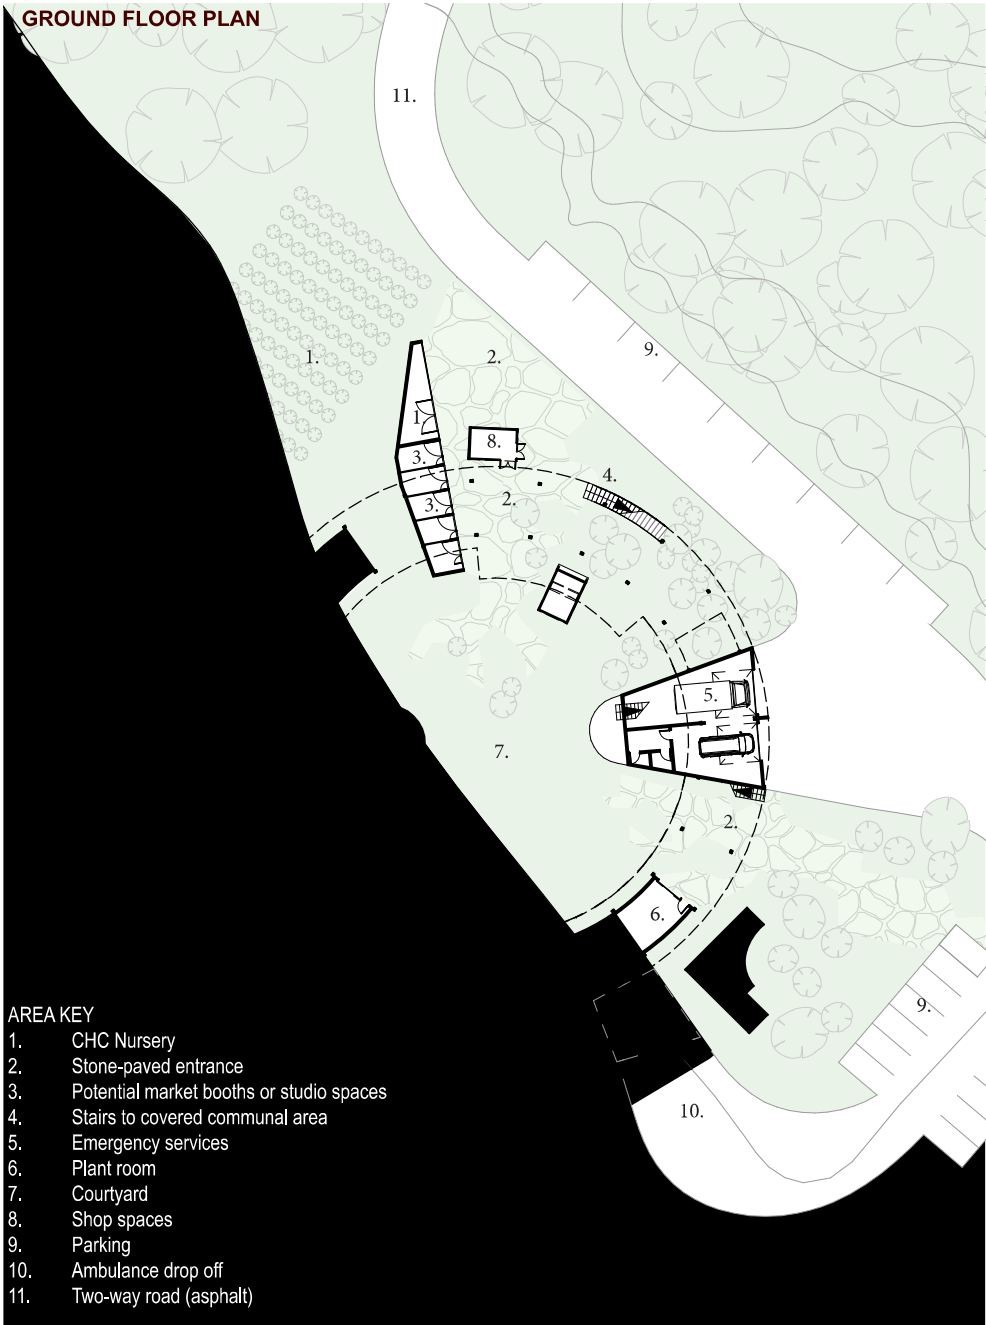 GROUND FLOOR PLAN
11.
9.
1.
2.
1.
8.
3.
4.
2.
3.
5.
7.
2.
6.
9.
10.
AREA KEY
1. CHC Nursery
2. Stone-paved entrance
3. Potential market booths or studio spaces
4. Stairs to covered communal area
5. Emergency services
6. Plant room
7. Courtyard
8. Shop spaces
9. Parking
10. Ambulance drop off
11. Two-way road (asphalt)